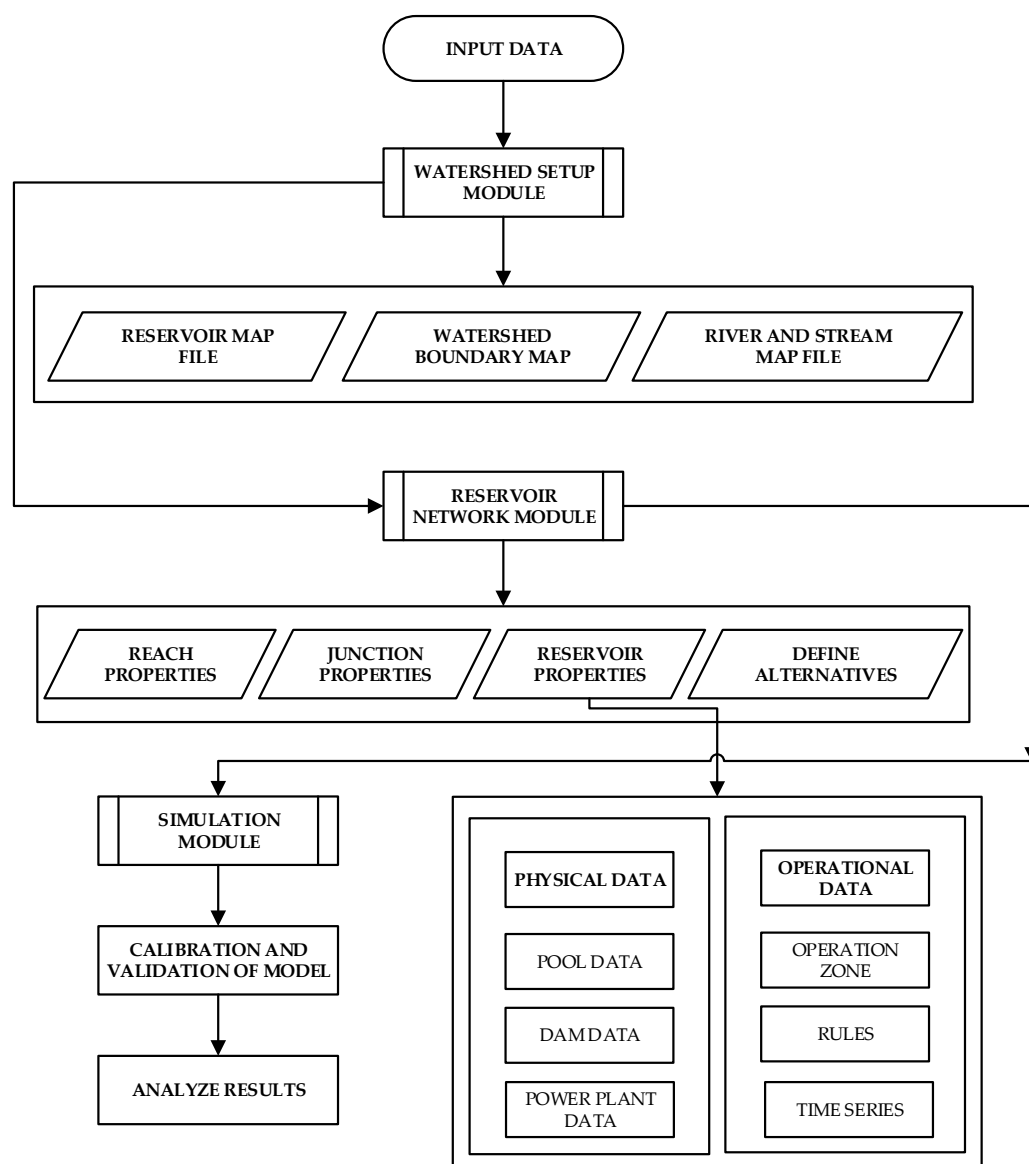 INPUT DATA
WATERSHED SETUP
MODULE
RESERVOIR MAP
FILE
WATERSHED
BOUNDARY MAP
RIVER AND STREAM
MAP FILE
RESERVOIR
NETWORK MODULE
REACH
PROPERTIES
JUNCTION
PROPERTIES
RESERVOIR
PROPERTIES
DEFINE
ALTERNATIVES
SIMULATION
MODULE
CALIBRATION AND
VALIDATION OF MODEL
ANALYZE RESULTS
PHYSICAL DATA
POOL DATA
DAM DATA
POWER PLANT
DATA
OPERATIONAL
DATA
OPERATION
ZONE
RULES
TIME SERIES